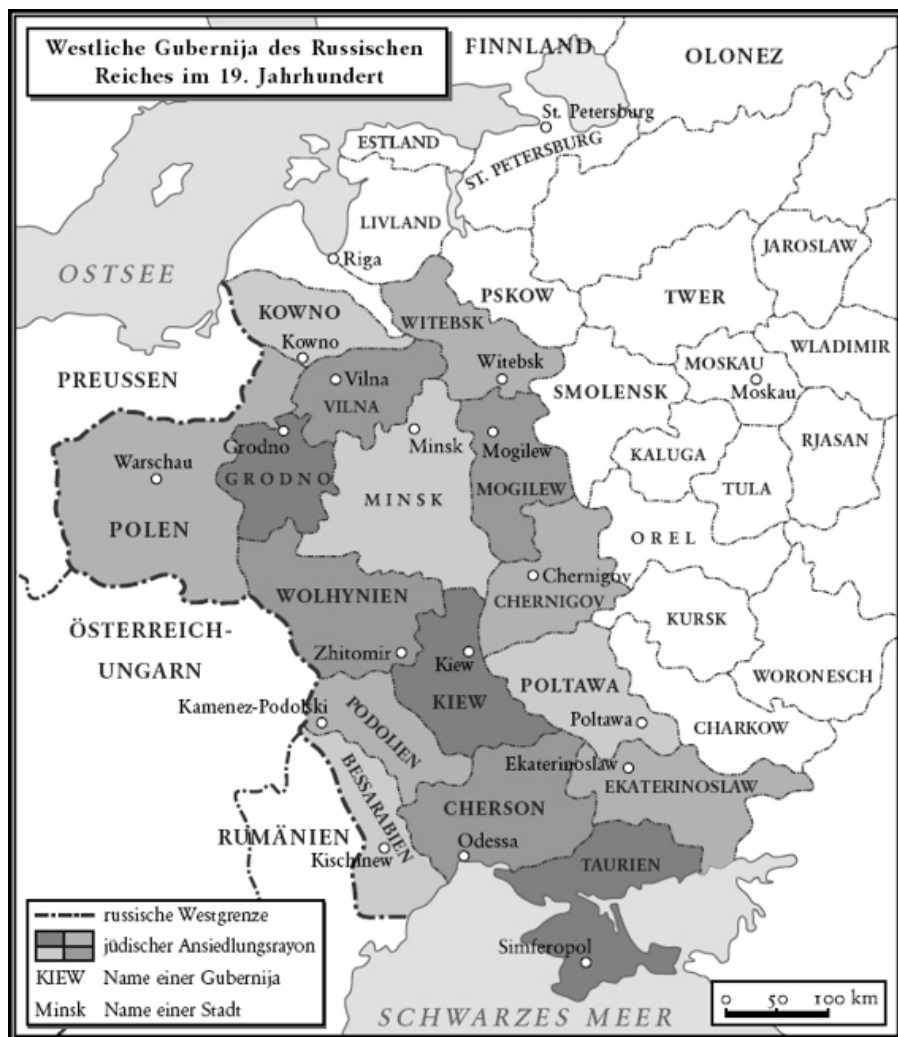 Westliche Gubernija des Russischen
Reiches im 19. Jahrhundert
FINNLAND
OLONEZ
St. Petersburg
ST. PETERSBURG
ESTLAND
LIVLAND
JAROSLAW
Riga
OSTSEE
PSKOW
TWER
KOWNO
WITEBSK
Kowno
Witebsk
WLADIMIR
MOSKAU
Moskau
PREUSSEN
Vilna
VILNA
SMOLENSK
Grodno
Minsk
Mogilew
KALUGA
RJASAN
Warschau
GRODNO
MINSK
MOGILEW
TULA
POLEN
OREL
Chernigov
CHERNIGOV
WOLHYNIEN
KURSK
ÖSTERREICH-
UNGARN
Zhitomir
Kiew
KIEW
POLTAWA
WORONESCH
Kamenez-Podolski
PODOLIEN
Poltawa
CHARKOW
BESSARABIEN
Ekaterinoslaw
EKATERINOSLAW
CHERSON
RUMÄNIEN
Kischinew
Odessa
TAURIEN
Simferopol
SCHWARZES MEER
russische Westgrenze
jüdischer Ansiedlungsrayon
KIEW Name einer Gubernija
Minsk Name einer Stadt
0 50 100 km